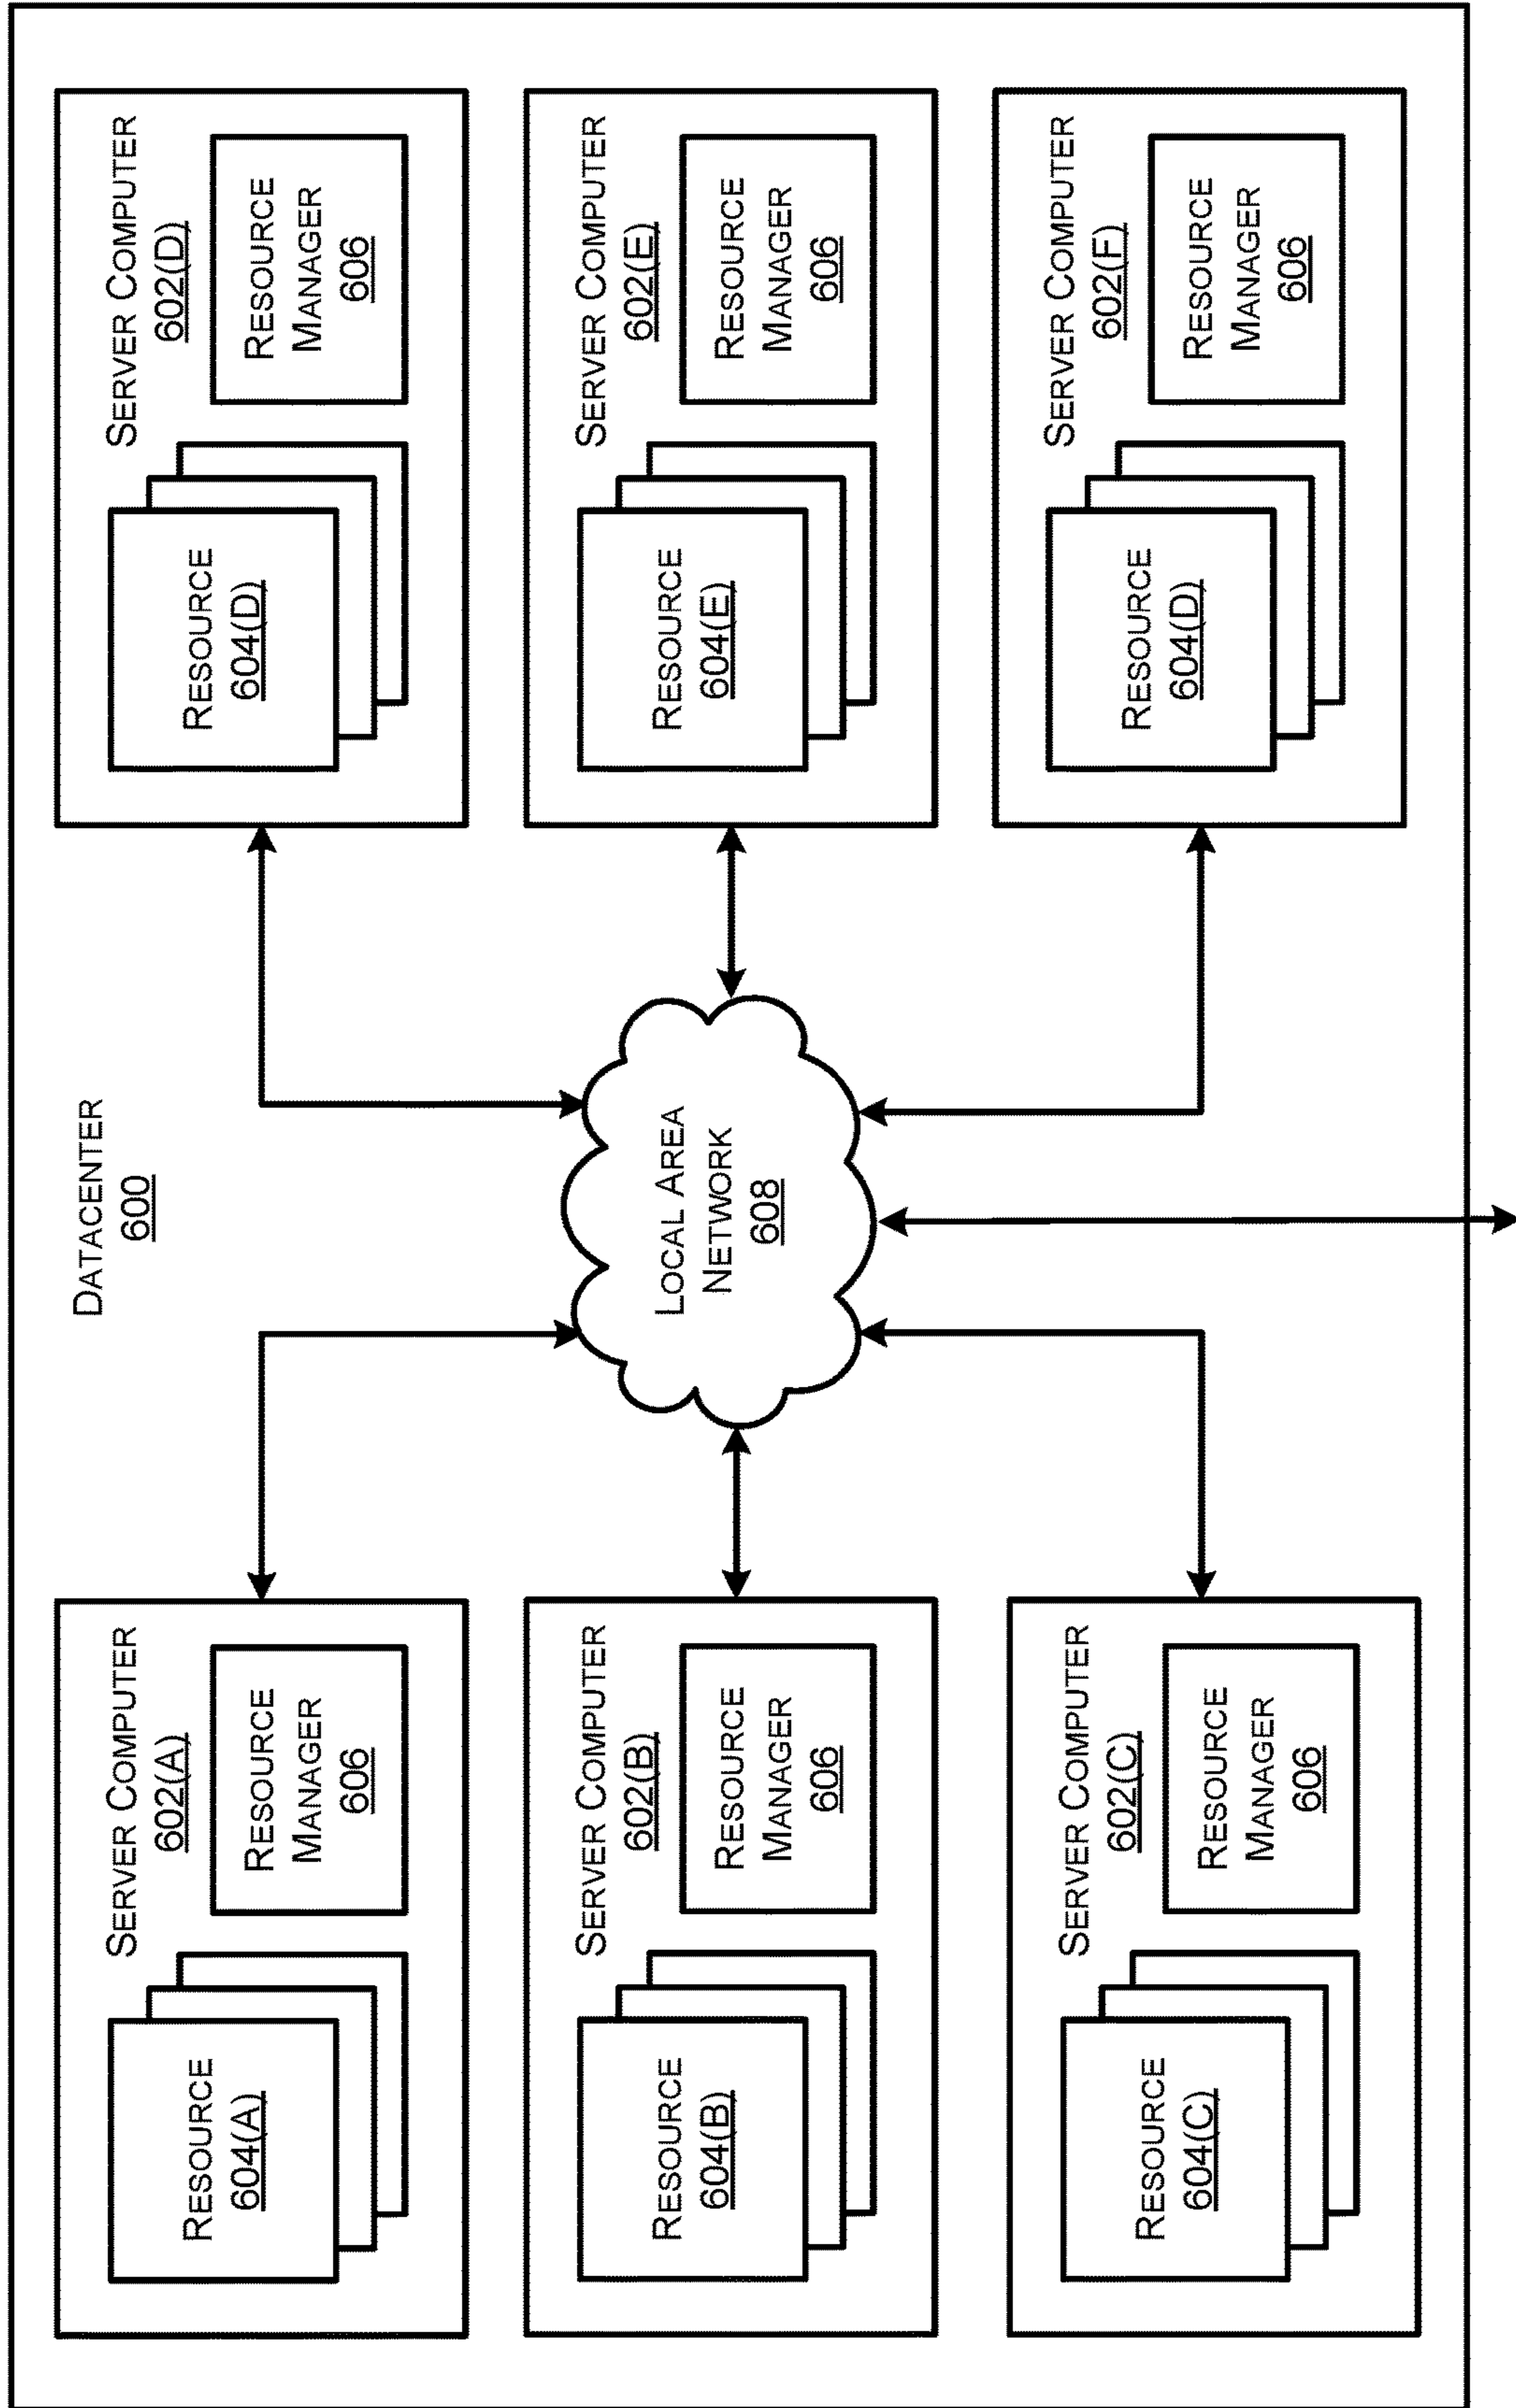 DATACENTER
600
SERVER COMPUTER
602(A)
RESOURCE
604(A)
RESOURCE
MANAGER
606
SERVER COMPUTER
602(B)
RESOURCE
604(B)
RESOURCE
MANAGER
606
SERVER COMPUTER
602(C)
RESOURCE
604(C)
RESOURCE
MANAGER
606
LOCAL AREA
NETWORK
608
SERVER COMPUTER
602(D)
RESOURCE
604(D)
RESOURCE
MANAGER
606
SERVER COMPUTER
602(E)
RESOURCE
604(E)
RESOURCE
MANAGER
606
SERVER COMPUTER
602(F)
RESOURCE
604(D)
RESOURCE
MANAGER
606